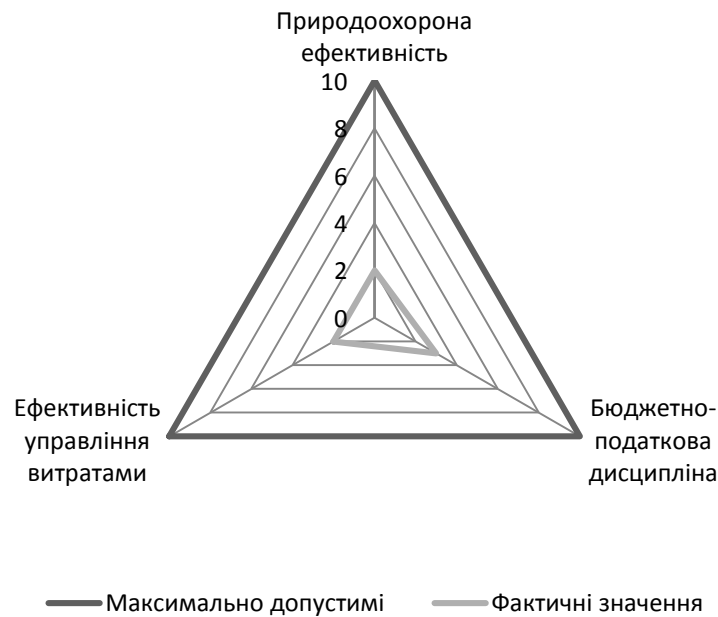 Природоохорона
ефективність
10
8
6
4
2
0
Ефективність
управління
витратами
Бюджетно-
податкова
дисципліна
Максимально допустимі
Фактичні значення